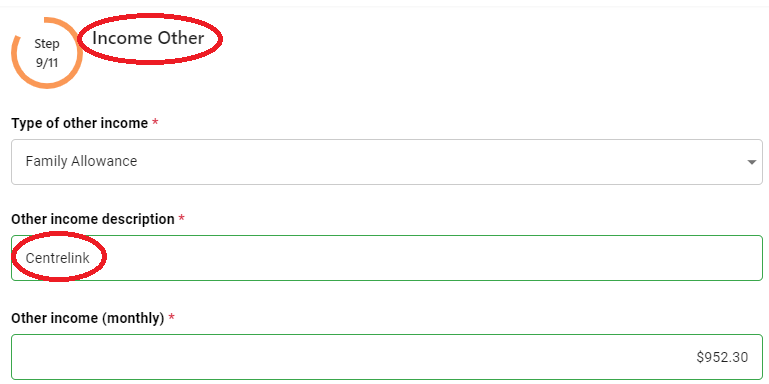 Income Other
Step
9/11
Type of other income *
Family Allowance
Other income description *
Centrelink
Other income (monthly) *
$952.30